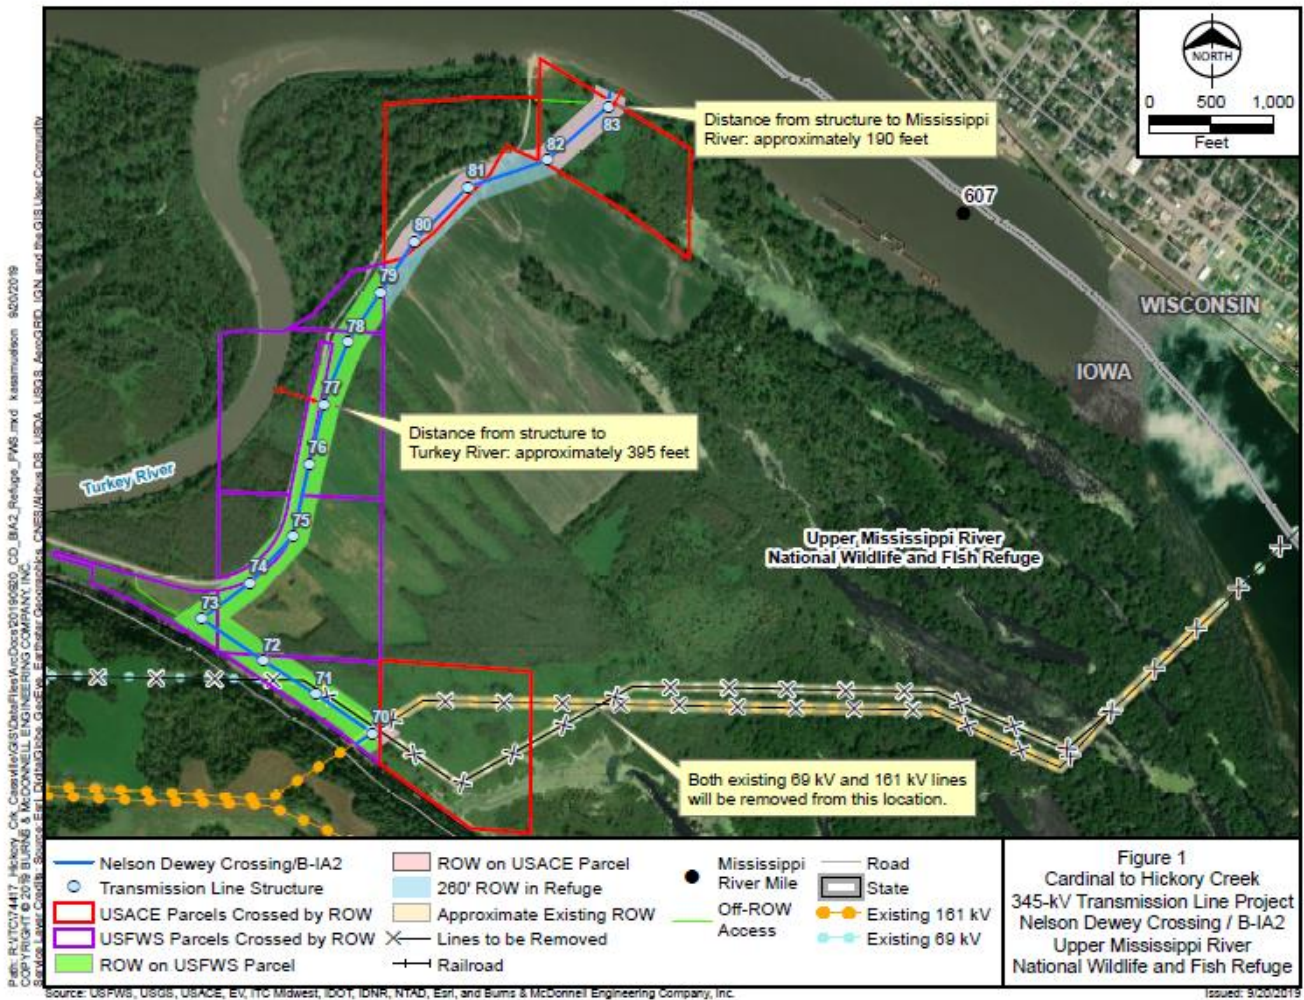 NORTH
0 500 1,000
Feet
83
82
81
80
79
78
77
76
75
74
73
72
71
70
Distance from structure to Mississippi
River: approximately 190 feet
607
WISCONSIN
IOWA
Distance from structure to
Turkey River: approximately 395 feet
Turkey River
Upper Mississippi River
National Wildlife and Fish Refuge
Both existing 69 kV and 161 kV lines
will be removed from this location.
Nelson Dewey Crossing/B-IA2
Transmission Line Structure
USACE Parcels Crossed by ROW
USFWS Parcels Crossed by ROW
ROW on USFWS Parcel
ROW on USACE Parcel
260' ROW in Refuge
Approximate Existing ROW
Lines to be Removed
Railroad
Mississippi
River Mile
Off-ROW
Access
Road
State
Existing 161 kV
Existing 69 kV
Figure 1
Cardinal to Hickory Creek
345-kV Transmission Line Project
Nelson Dewey Crossing / B-IA2
Upper Mississippi River
National Wildlife and Fish Refuge
Source: USFWS, USGS, USACE, EV, ITC Midwest, IDOT, IDNR, NTAD, Esri, and Burns & McDonnell Engineering Company, Inc.
Issued: 9/20/2019
COPYRIGHT © 2019 BURNS & McDONNELL ENGINEERING COMPANY, INC.